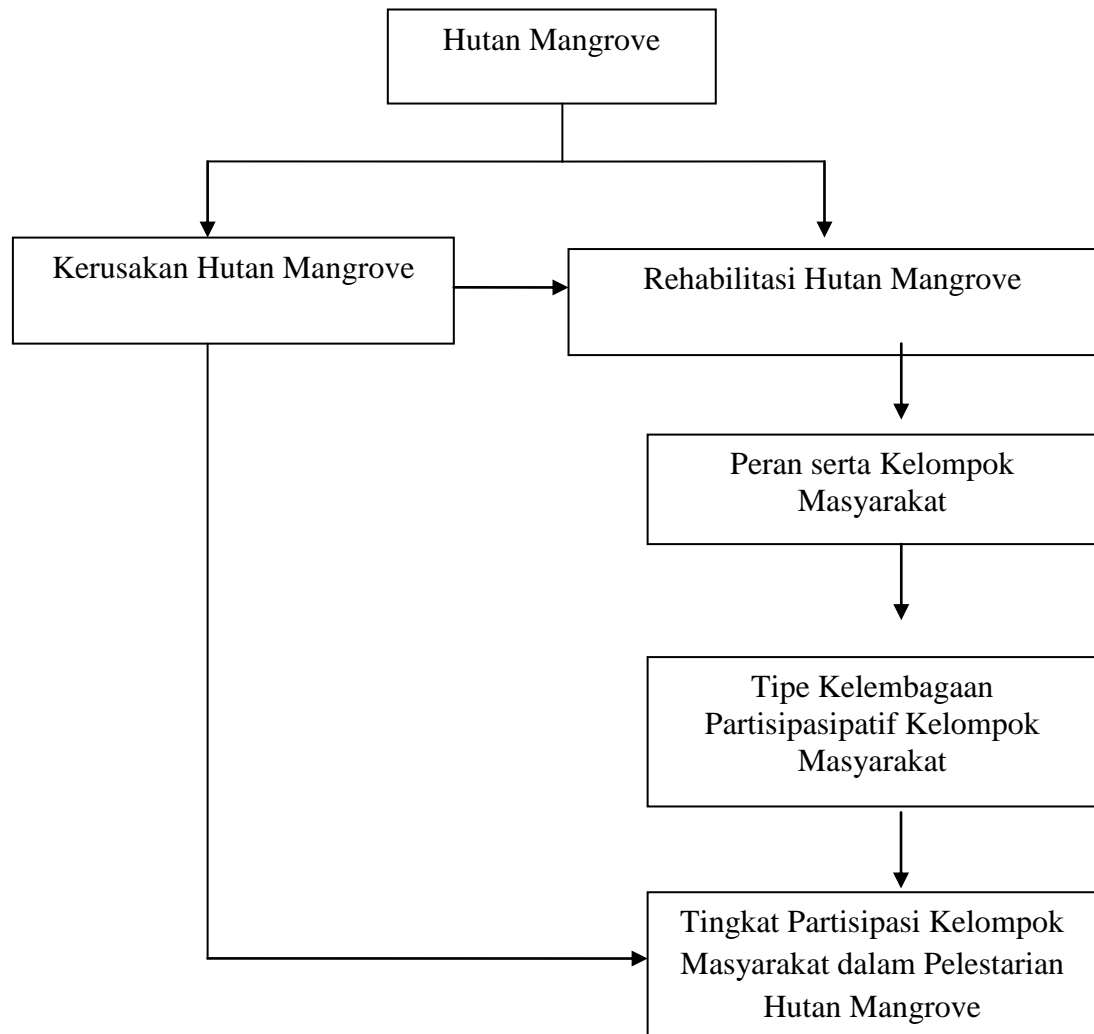 Hutan Mangrove
Kerusakan Hutan Mangrove
Rehabilitasi Hutan Mangrove
Peran serta Kelompok
Masyarakat
Tipe Kelembagaan
Partisipasipatif Kelompok
Masyarakat
Tingkat Partisipasi Kelompok
Masyarakat dalam Pelestarian
Hutan Mangrove